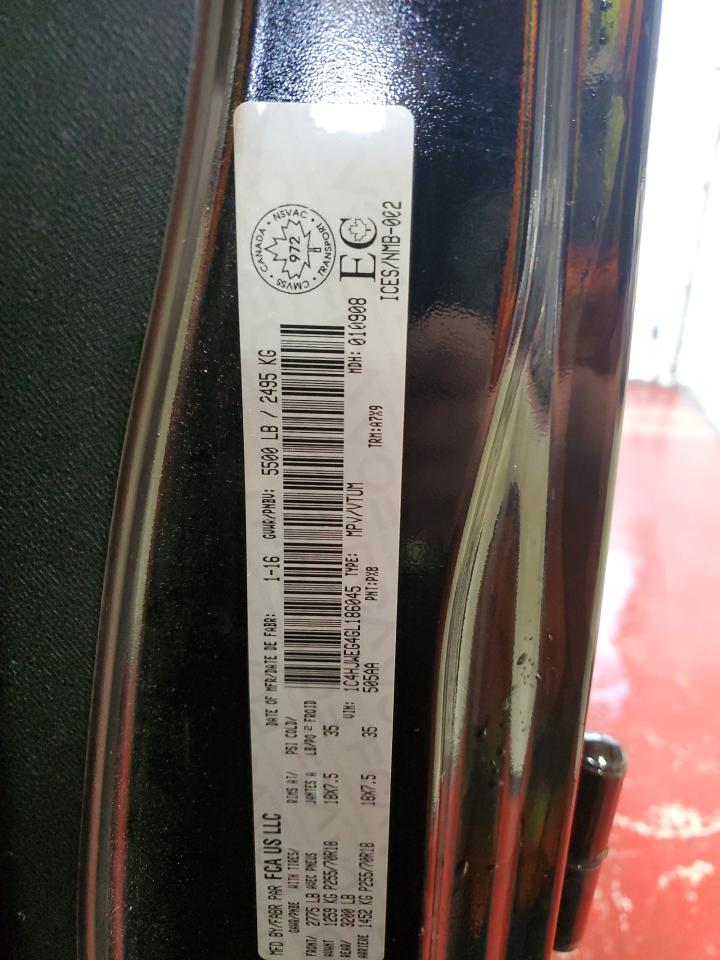 MFD BY/FABR PAR FCA US LLC
DATE OF MFR/DATE DE FABR: 1-16 GVWR/PNBV: 5500 LB / 2495 KG
GAWR/PNBE WITH TIRES/ RIMS AT/ PSI COLD/
AVEC PNEUS JANTES A LB/PO² FROID
FRONT/ 2775 LB
AVANT 1259 KG P255/70R18 18X7.5 35
REAR/ 3200 LB
ARRIERE 1452 KG P255/70R18 18X7.5 35
VIN: 1C4HJWEG4GL186045 TYPE: MPV/VTUM MDH: 010908
505AA PNT:PX8 TRM:A7X9
CMVSS • CANADA • NSVAC • TRANSPORT
972
EC
ICES/NMB-002